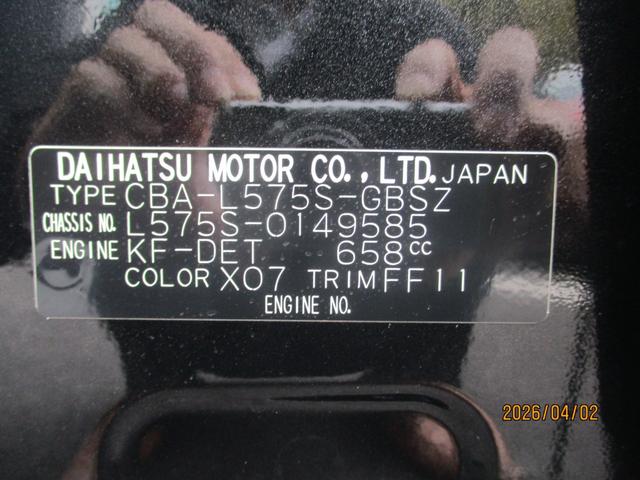 DAIHATSU MOTOR CO., LTD. JAPAN
TYPE CBA-L575S-GBSZ
CHASSIS NO. L575S-0149585
ENGINE KF-DET 658CC
COLOR X07 TRIM FF11
ENGINE NO.
2026/04/02